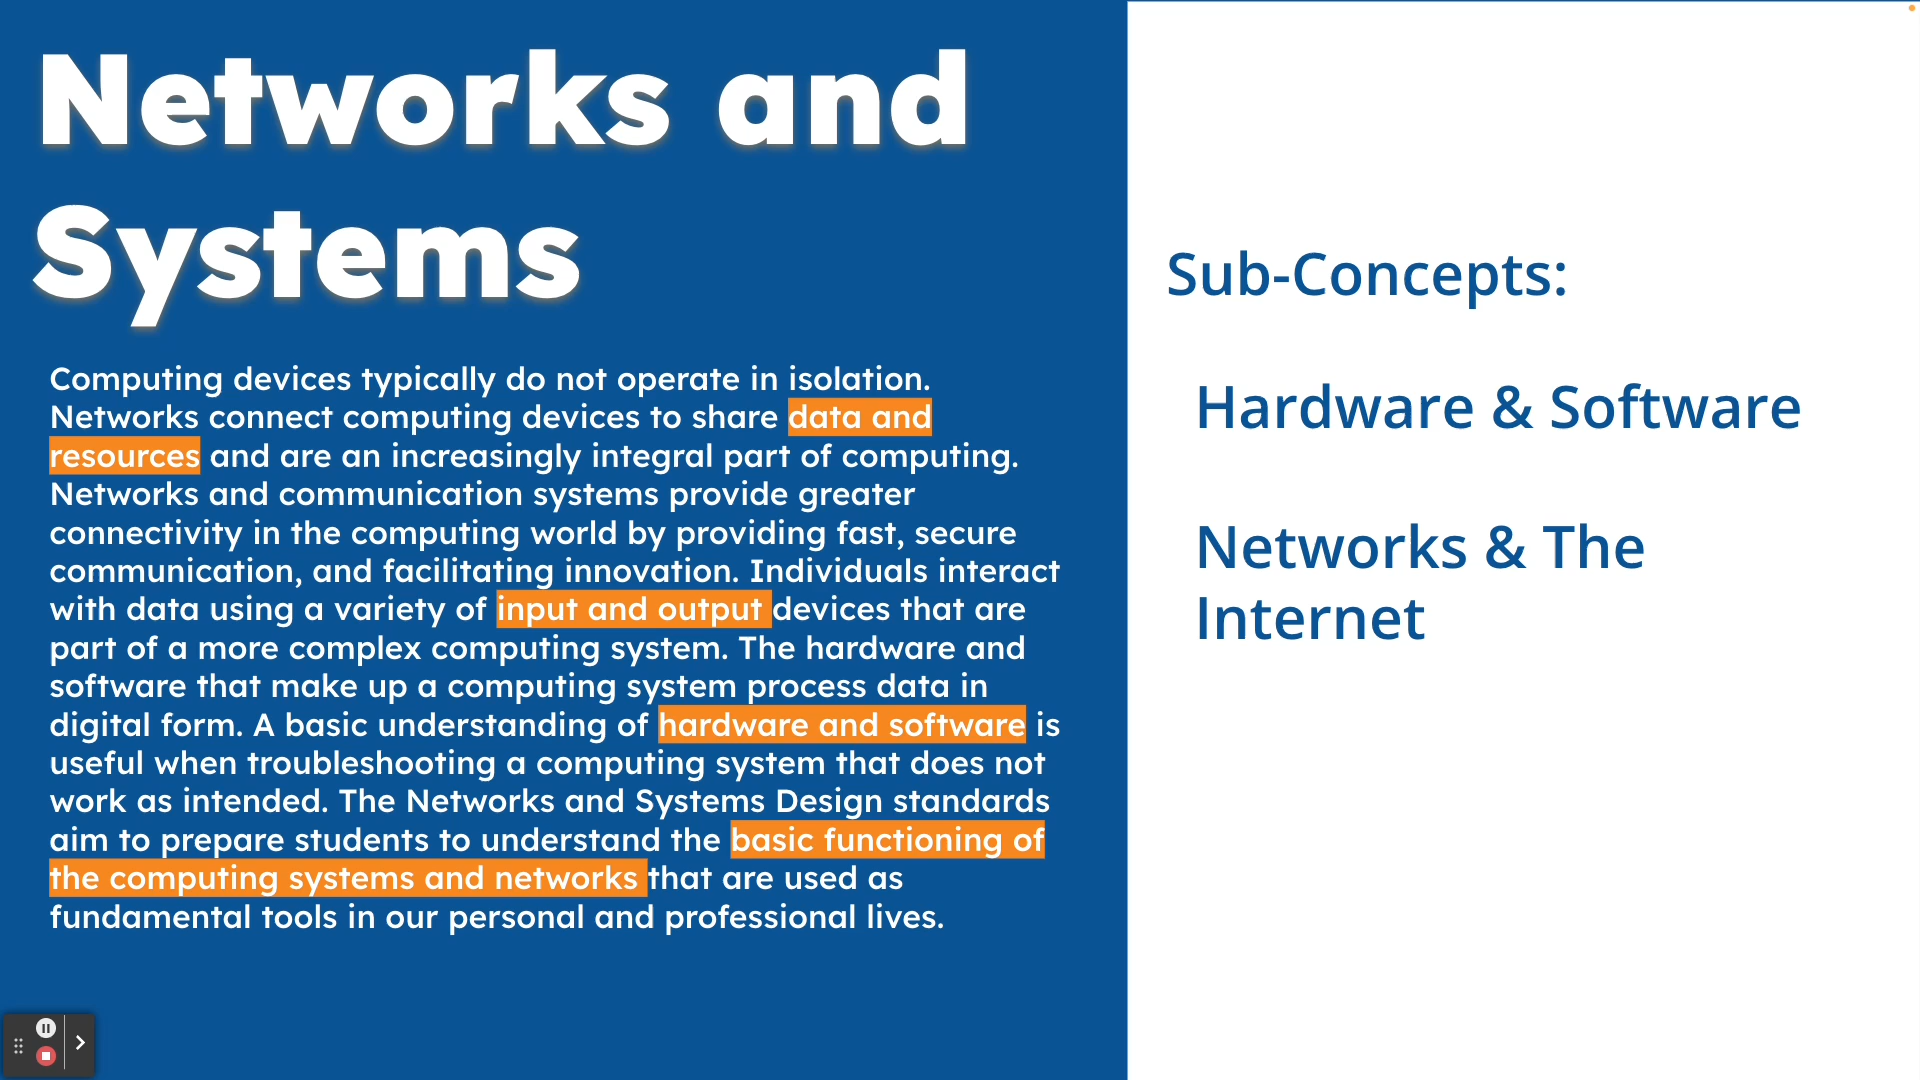 Networks and
Systems
Computing devices typically do not operate in isolation.
Networks connect computing devices to share data and
resources and are an increasingly integral part of computing.
Networks and communication systems provide greater
connectivity in the computing world by providing fast, secure
communication, and facilitating innovation. Individuals interact
with data using a variety of input and output devices that are
part of a more complex computing system. The hardware and
software that make up a computing system process data in
digital form. A basic understanding of hardware and software is
useful when troubleshooting a computing system that does not
work as intended. The Networks and Systems Design standards
aim to prepare students to understand the basic functioning of
the computing systems and networks that are used as
fundamental tools in our personal and professional lives.
Sub-Concepts:
Hardware & Software
Networks & The
Internet